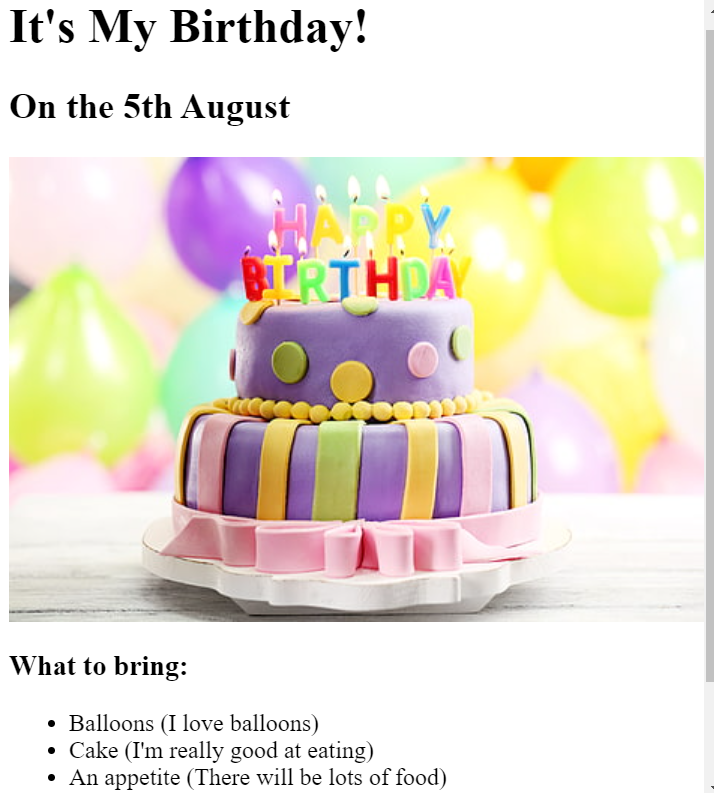 It's My Birthday!
On the 5th August
HAPPY
BIRTHDAY
What to bring:
Balloons (I love balloons)
Cake (I'm really good at eating)
An appetite (There will be lots of food)